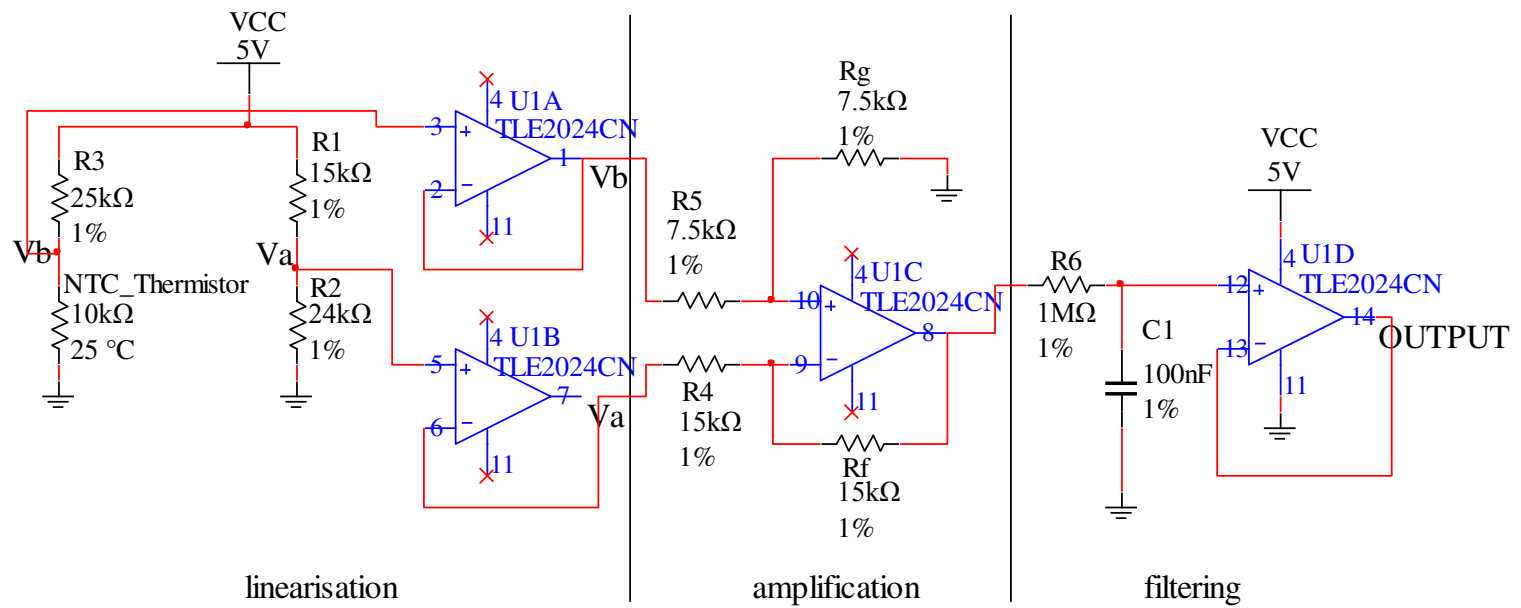 VCC
5V
R3
25kΩ
1%
Vb
NTC_Thermistor
10kΩ
25 °C
R1
15kΩ
1%
Va
R2
24kΩ
1%
3
2
4
U1A
TLE2024CN
1
11
Vb
5
6
4
U1B
TLE2024CN
7
11
Va
linearisation
Rg
7.5kΩ
1%
R5
7.5kΩ
1%
R4
15kΩ
1%
10
9
4
U1C
TLE2024CN
8
11
Rf
15kΩ
1%
amplification
R6
1MΩ
1%
C1
100nF
1%
VCC
5V
12
13
4
U1D
TLE2024CN
14
11
OUTPUT
filtering